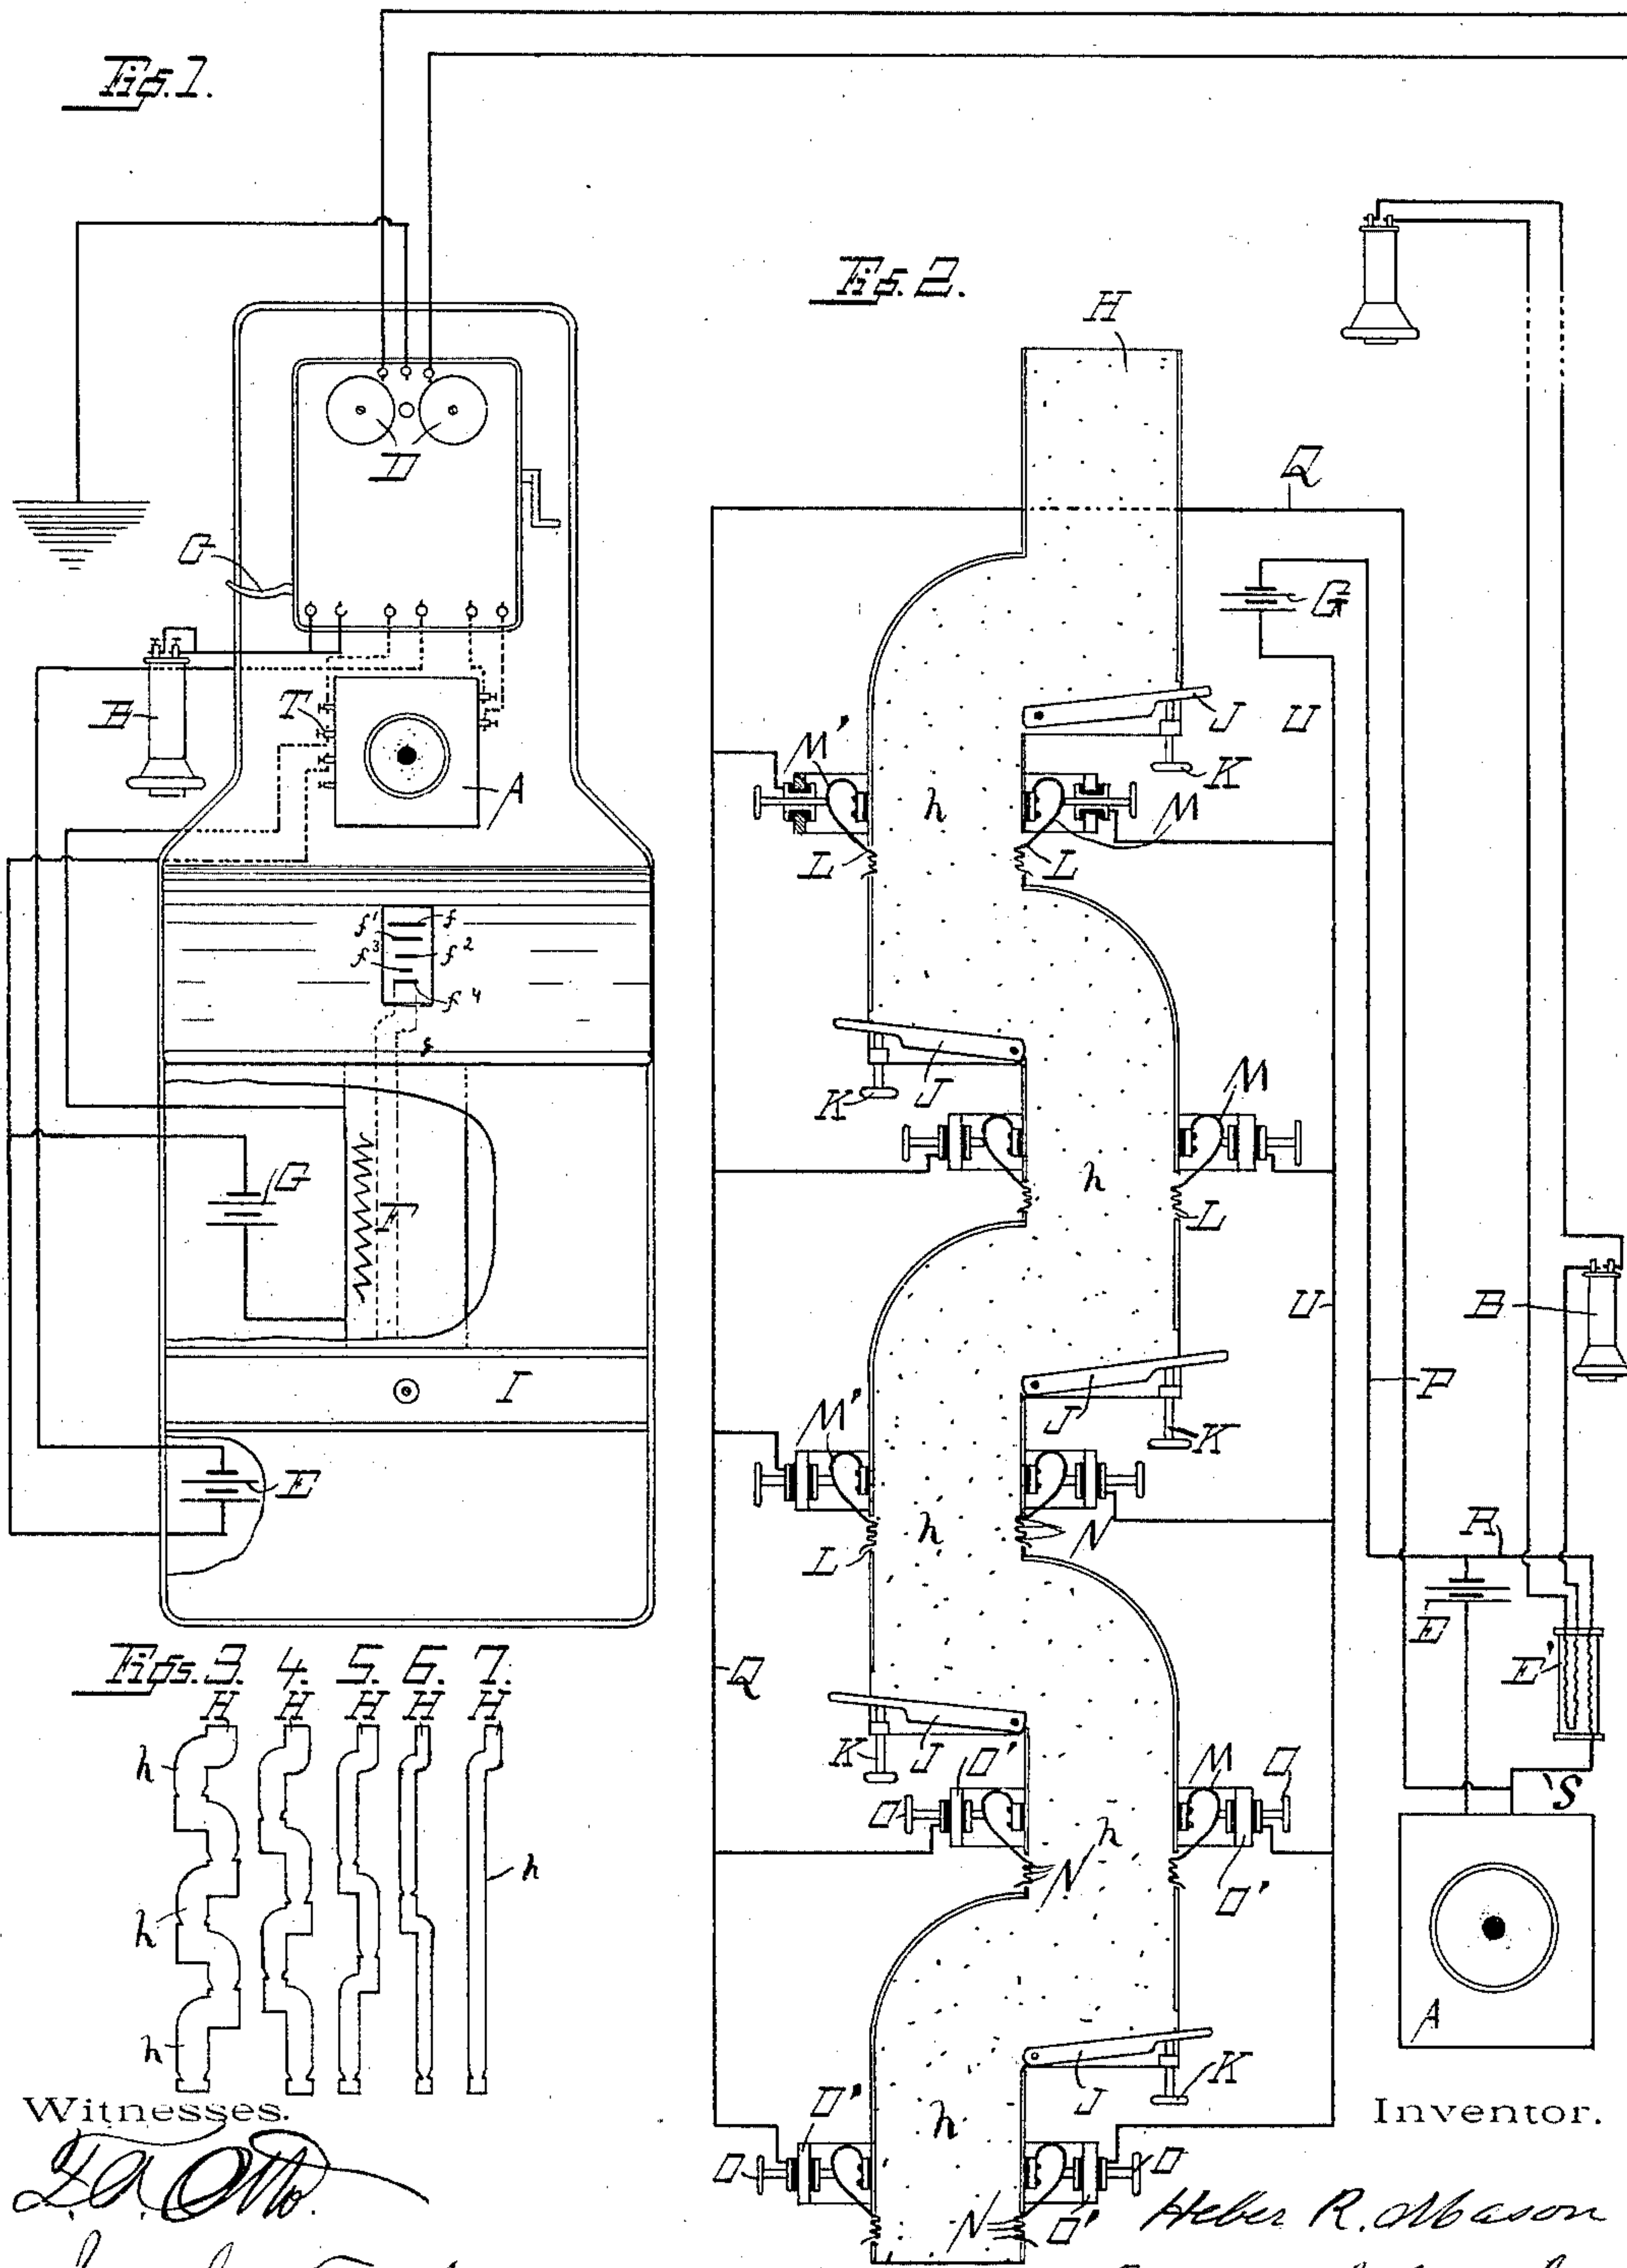 Fig. 1.
Fig. 2.
H
D
Q
C
G
B
T
A
J
U
K
M'
h
M
L
L
f'
f
f3
f2
f4
f
K
J
M
h
L
G
F
U
B
P
J
K
M'
I
N
h
L
E
R
E
E'
Q
K
J
O'
M
O
O
S
h
N
O'
Figs. 3. 4. 5. 6. 7.
H H H H H
h
h
h
h
A
J
K
O'
h
O
O
N
O'
Witnesses.
Inventor.
Heber R. Mason